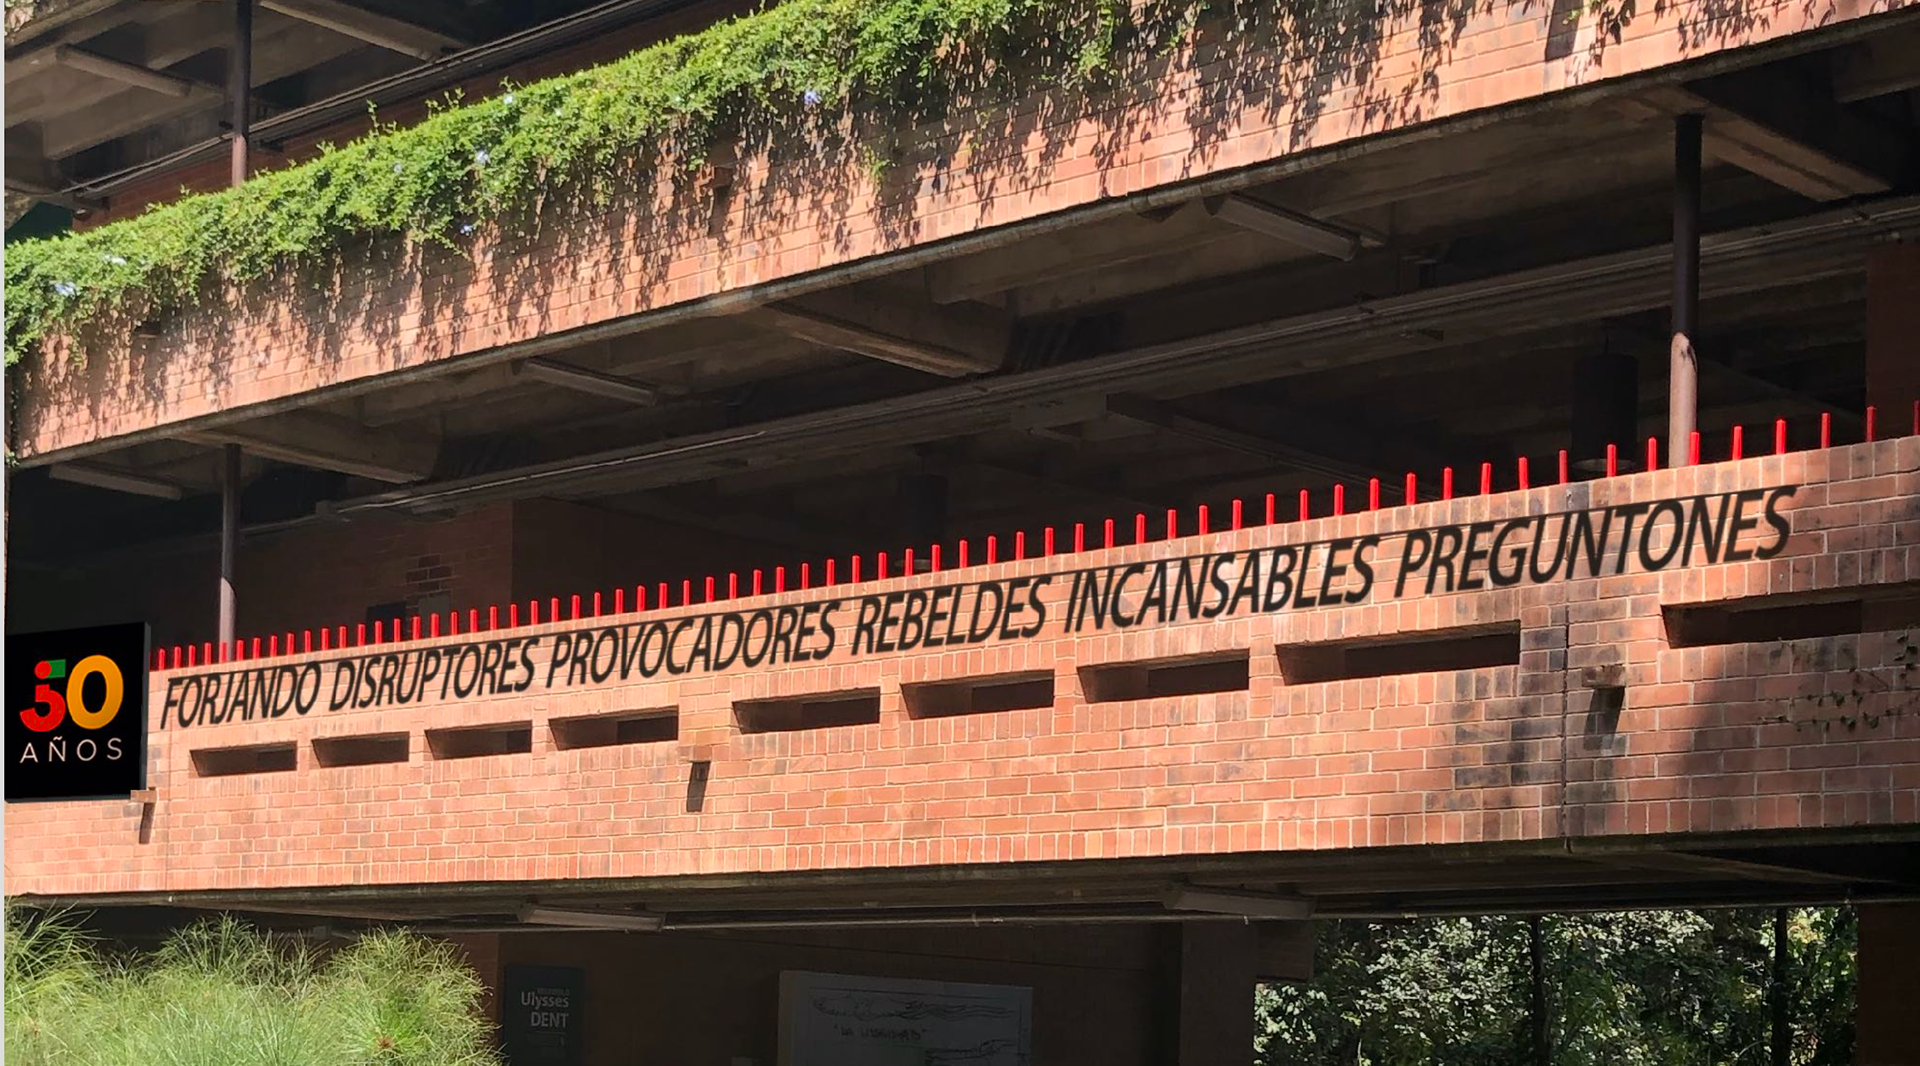 50
AÑOS
FORJANDO DISRUPTORES PROVOCADORES REBELDES INCANSABLES PREGUNTONES
Ulysses
DENT